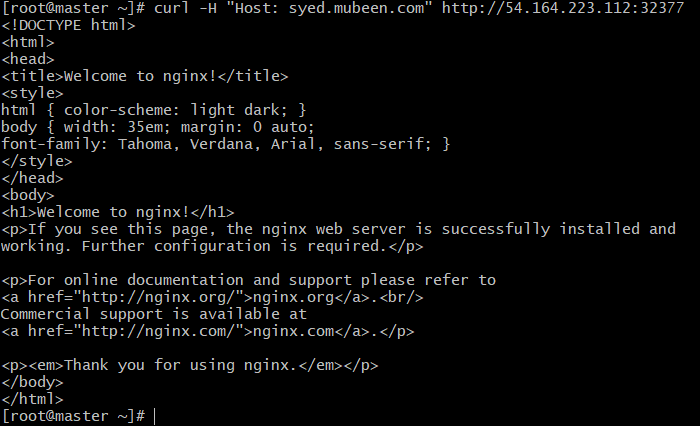 [root@master ~]# curl -H "Host: syed.mubeen.com" http://54.164.223.112:32377
<!DOCTYPE html>
<html>
<head>
<title>Welcome to nginx!</title>
<style>
html { color-scheme: light dark; }
body { width: 35em; margin: 0 auto;
font-family: Tahoma, Verdana, Arial, sans-serif; }
</style>
</head>
<body>
<h1>Welcome to nginx!</h1>
<p>If you see this page, the nginx web server is successfully installed and
working. Further configuration is required.</p>

<p>For online documentation and support please refer to
<a href="http://nginx.org/">nginx.org</a>.<br/>
Commercial support is available at
<a href="http://nginx.com/">nginx.com</a>.</p>

<p><em>Thank you for using nginx.</em></p>
</body>
</html>
[root@master ~]#